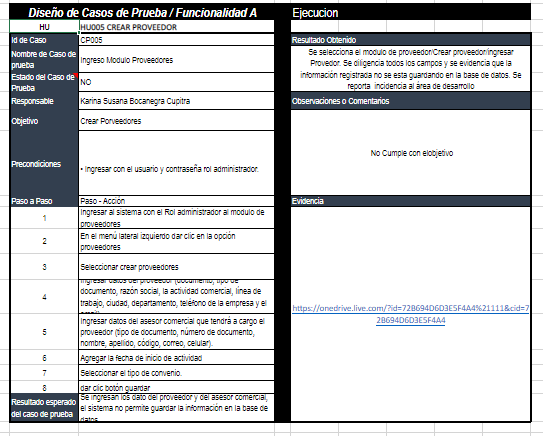 Diseño de Casos de Prueba / Funcionalidad A
Ejecucion
HU
HU005 CREAR PROVEEDOR
Id de Caso
CP005
Resultado Obtenido
Nombre de Caso de
prueba
Ingreso Modulo Proveedores
Se selecciona el modulo de proveedor/Crear proveedor/ingresar
Provedor. Se diligencia todos los campos y se evidencia que la
información registrada no se esta guardando en la base de datos. Se
reporta incidencia al área de desarrollo
Estado del Caso de
Prueba
NO
Responsable
Karina Susana Bocanegra Cupitra
Observaciones o Comentarios
Objetivo
Crear Porveedores
No Cumple con elobjetivo
Precondiciones
• Ingresar con el usuario y contraseña rol administrador.
Paso a Paso
Paso - Acción
Evidencia
1
Ingresar al sistema con el Rol administrador al modulo de
proveedores
2
En el menú lateral izquierdo dar clic en la opción
proveedores
3
Seleccionar crear proveedores
4
Ingresar datos del proveedor (documento, tipo de
documento, razón social, la actividad comercial, línea de
trabajo, ciudad, departamento, teléfono de la empresa y el
https://onedrive.live.com/?id=72B694D6D3E5F4A4%21111&cid=7
2B694D6D3E5F4A4
5
Ingresar datos del asesor comercial que tendrá a cargo el
proveedor (tipo de documento, número de documento,
nombre, apellido, código, correo, celular).
6
Agregar la fecha de inicio de actividad
7
Seleccionar el tipo de convenio.
8
dar clic botón guardar
Resultado esperado
del caso de prueba
Se ingresan los dato del proveedor y del asesor comercial,
el sistema no permite guardar la información en la base de
datos